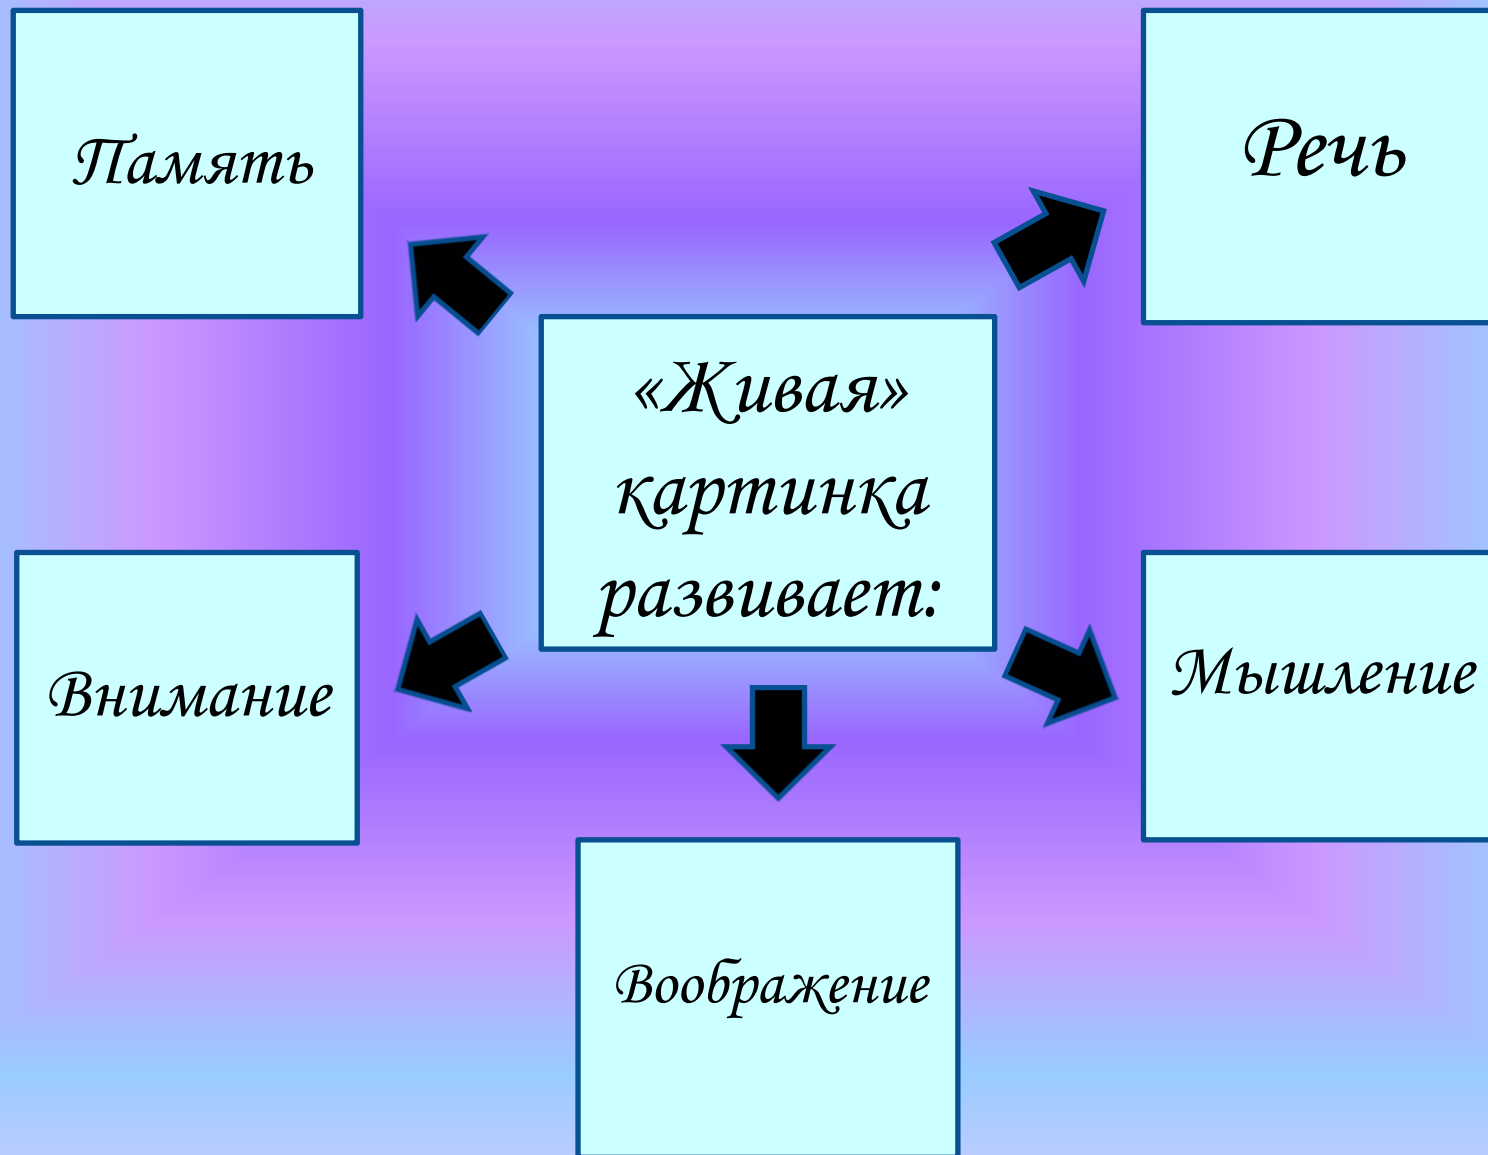 Память
Речь
«Живая»
картинка
развивает:
Внимание
Мышление
Воображение